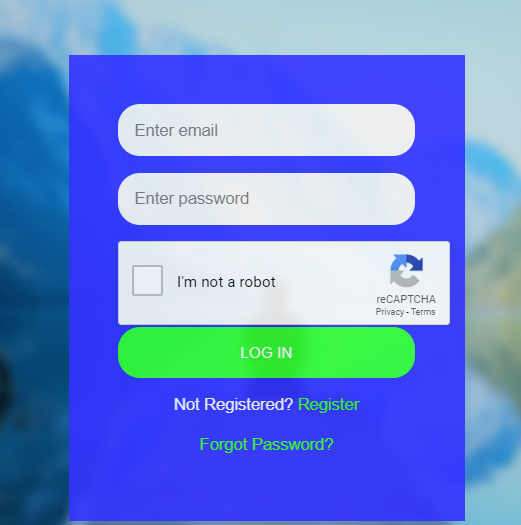 Enter email
Enter password
I'm not a robot
reCAPTCHA
Privacy - Terms
LOG IN
Not Registered? Register
Forgot Password?